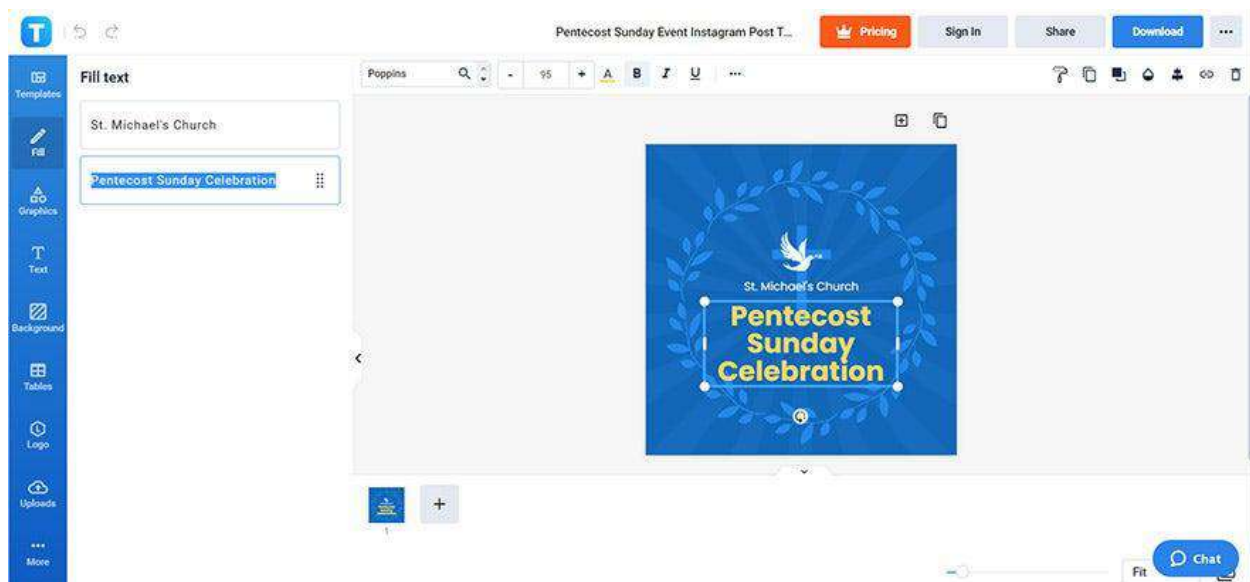 T
Pentecost Sunday Event Instagram Post T...
Pricing
Sign In
Share
Download
Templates
Fill
Graphics
Text
Background
Tables
Logo
Uploads
More
Fill text
St. Michael's Church
Pentecost Sunday Celebration
Poppins
- 95 + A B I U
St. Michael's Church
Pentecost
Sunday
Celebration
1
+
Fit
Chat